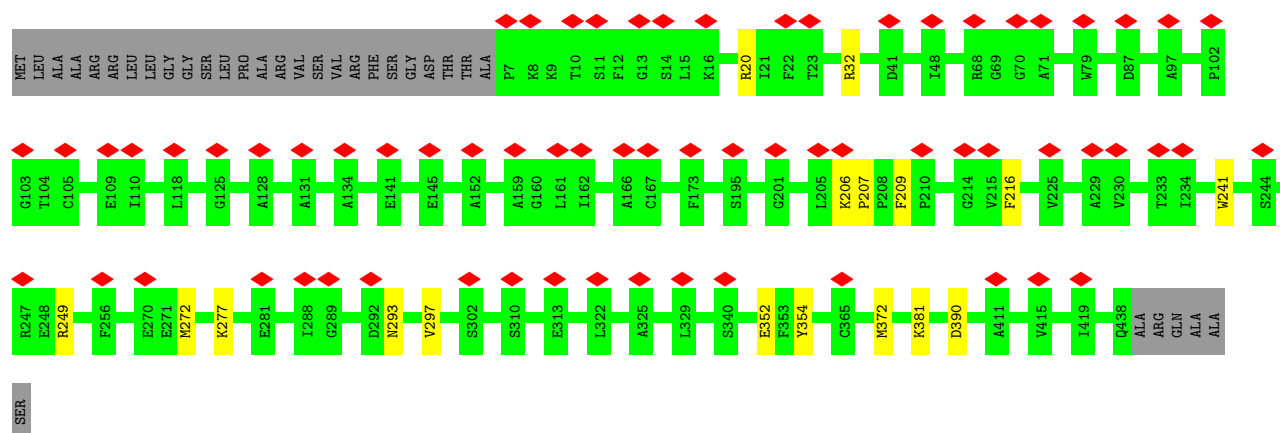 MET LEU ALA ALA ARG ARG LEU LEU GLY GLY SER LEU PRO ALA ARG VAL SER VAL ARG PHE SER GLY ASP THR THR ALA P7 K8 K9 T10 S11 F12 G13 S14 L15 K16 R20 I21 F22 T23 R32 D41 I48 R68 G69 G70 A71 W79 D87 A97 P102
G103 T104 C105 E109 I110 L118 G125 A128 A131 A134 E141 E145 A152 A159 G160 L161 I162 A166 C167 F173 S195 G201 L205 K206 P207 P208 F209 P210 G214 V215 F216 V225 A229 V230 T233 I234 W241 S244
R247 E248 R249 F256 E270 E271 M272 K277 E281 I288 G289 D292 N293 V297 S302 S310 E313 L322 A325 L329 S340 E352 F353 Y354 C365 M372 K381 D390 A411 V415 I419 Q438 ALA ARG GLN ALA ALA
SER